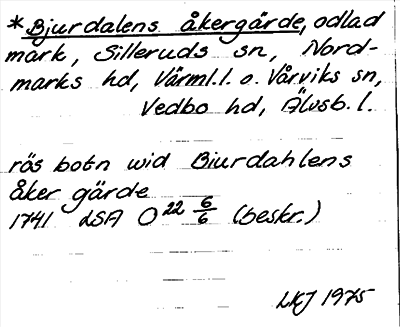 *Bjurdalens åkergärde, odlad
mark, Silleruds sn, Nord-
marks hd, Värml.l. o. Vårviks sn,
Vedbo hd, Älvsb. l.
rös botn wid Biurdahlens
åker gärde
1741 LSA O 22 6/6 (beskr.)
LKJ 1975